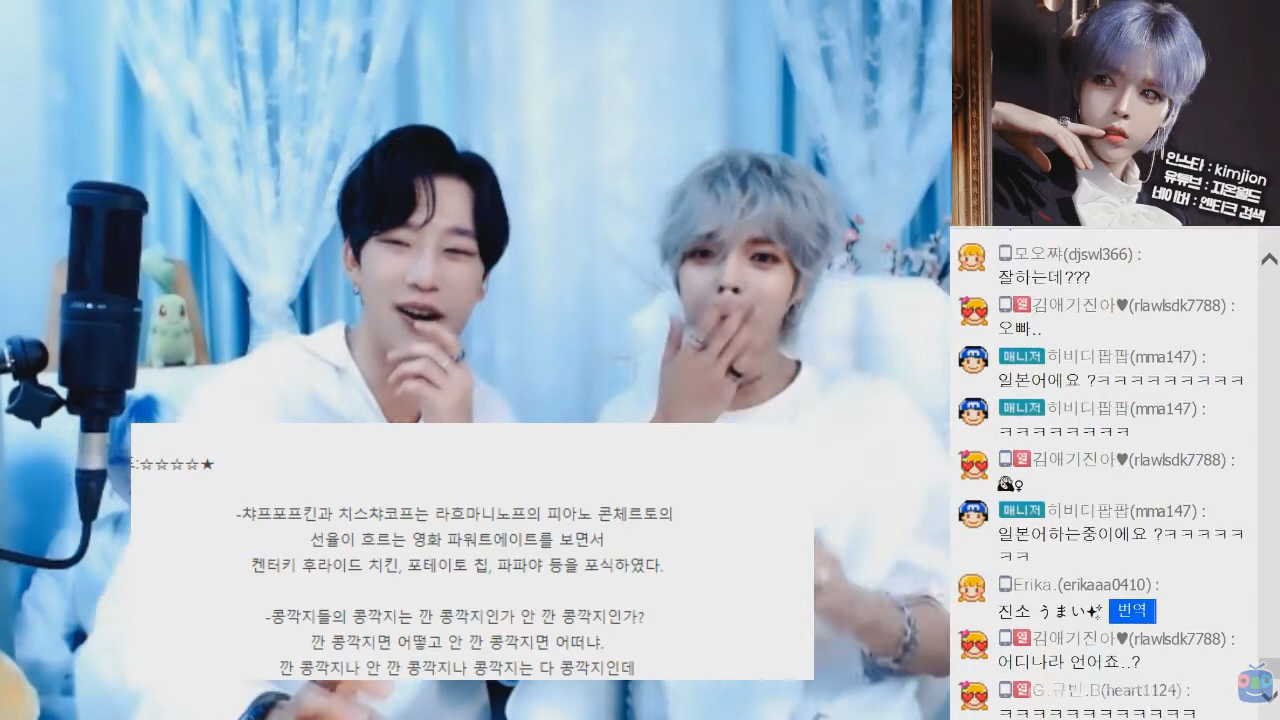 :☆☆☆☆★
-챠프포프킨과 치스챠코프는 라흐마니노프의 피아노 콘체르토의
선율이 흐르는 영화 파워트웨이트를 보면서
켄터키 후라이드 치킨, 포테이토 칩, 파파야 등을 포식하였다.
-콩깍지들의 콩깍지는 깐 콩깍지인가 안 깐 콩깍지인가?
깐 콩깍지면 어떻고 안 깐 콩깍지면 어떠냐.
깐 콩깍지나 안 깐 콩깍지나 콩깍지는 다 콩깍지인데
인스타 : kimjion
유튜브 : 지온월드
네이버 : 엔터크 검색
모오쨔(djswl366) :
잘하는데???
열 김애기진아♥(rlawlsdk7788) :
오빠..
매니저 히비디팝팝(mma147) :
일본어에요 ?ㅋㅋㅋㅋㅋㅋㅋㅋㅋ
매니저 히비디팝팝(mma147) :
ㅋㅋㅋㅋㅋㅋㅋㅋ
열 김애기진아♥(rlawlsdk7788) :
매니저 히비디팝팝(mma147) :
일본어하는중이에요 ?ㅋㅋㅋㅋㅋ
ㅋㅋ
Erika.(erikaaa0410) :
진소 うまい✨ 번역
열 김애기진아♥(rlawlsdk7788) :
어디나라 언어죠..?
열 G.규빈.B(heart1124) :
ㅋㅋㅋㅋㅋㅋㅋㅋㅋㅋㅋㅋ